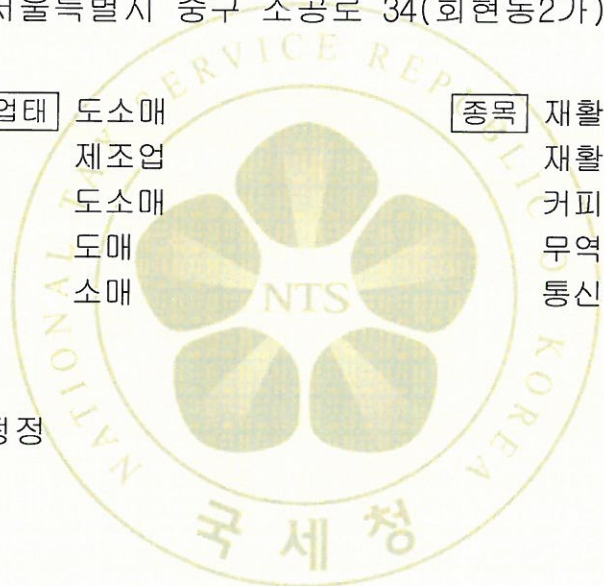 서울특별시 중구 소공로 34(회현동2가)
업태 도소매 종목 재활
제조업 재활
도소매 커피
도매 무역
소매 통신
정정
NATIONAL TAX SERVICE REPUBLIC OF KOREA
NTS
국세청